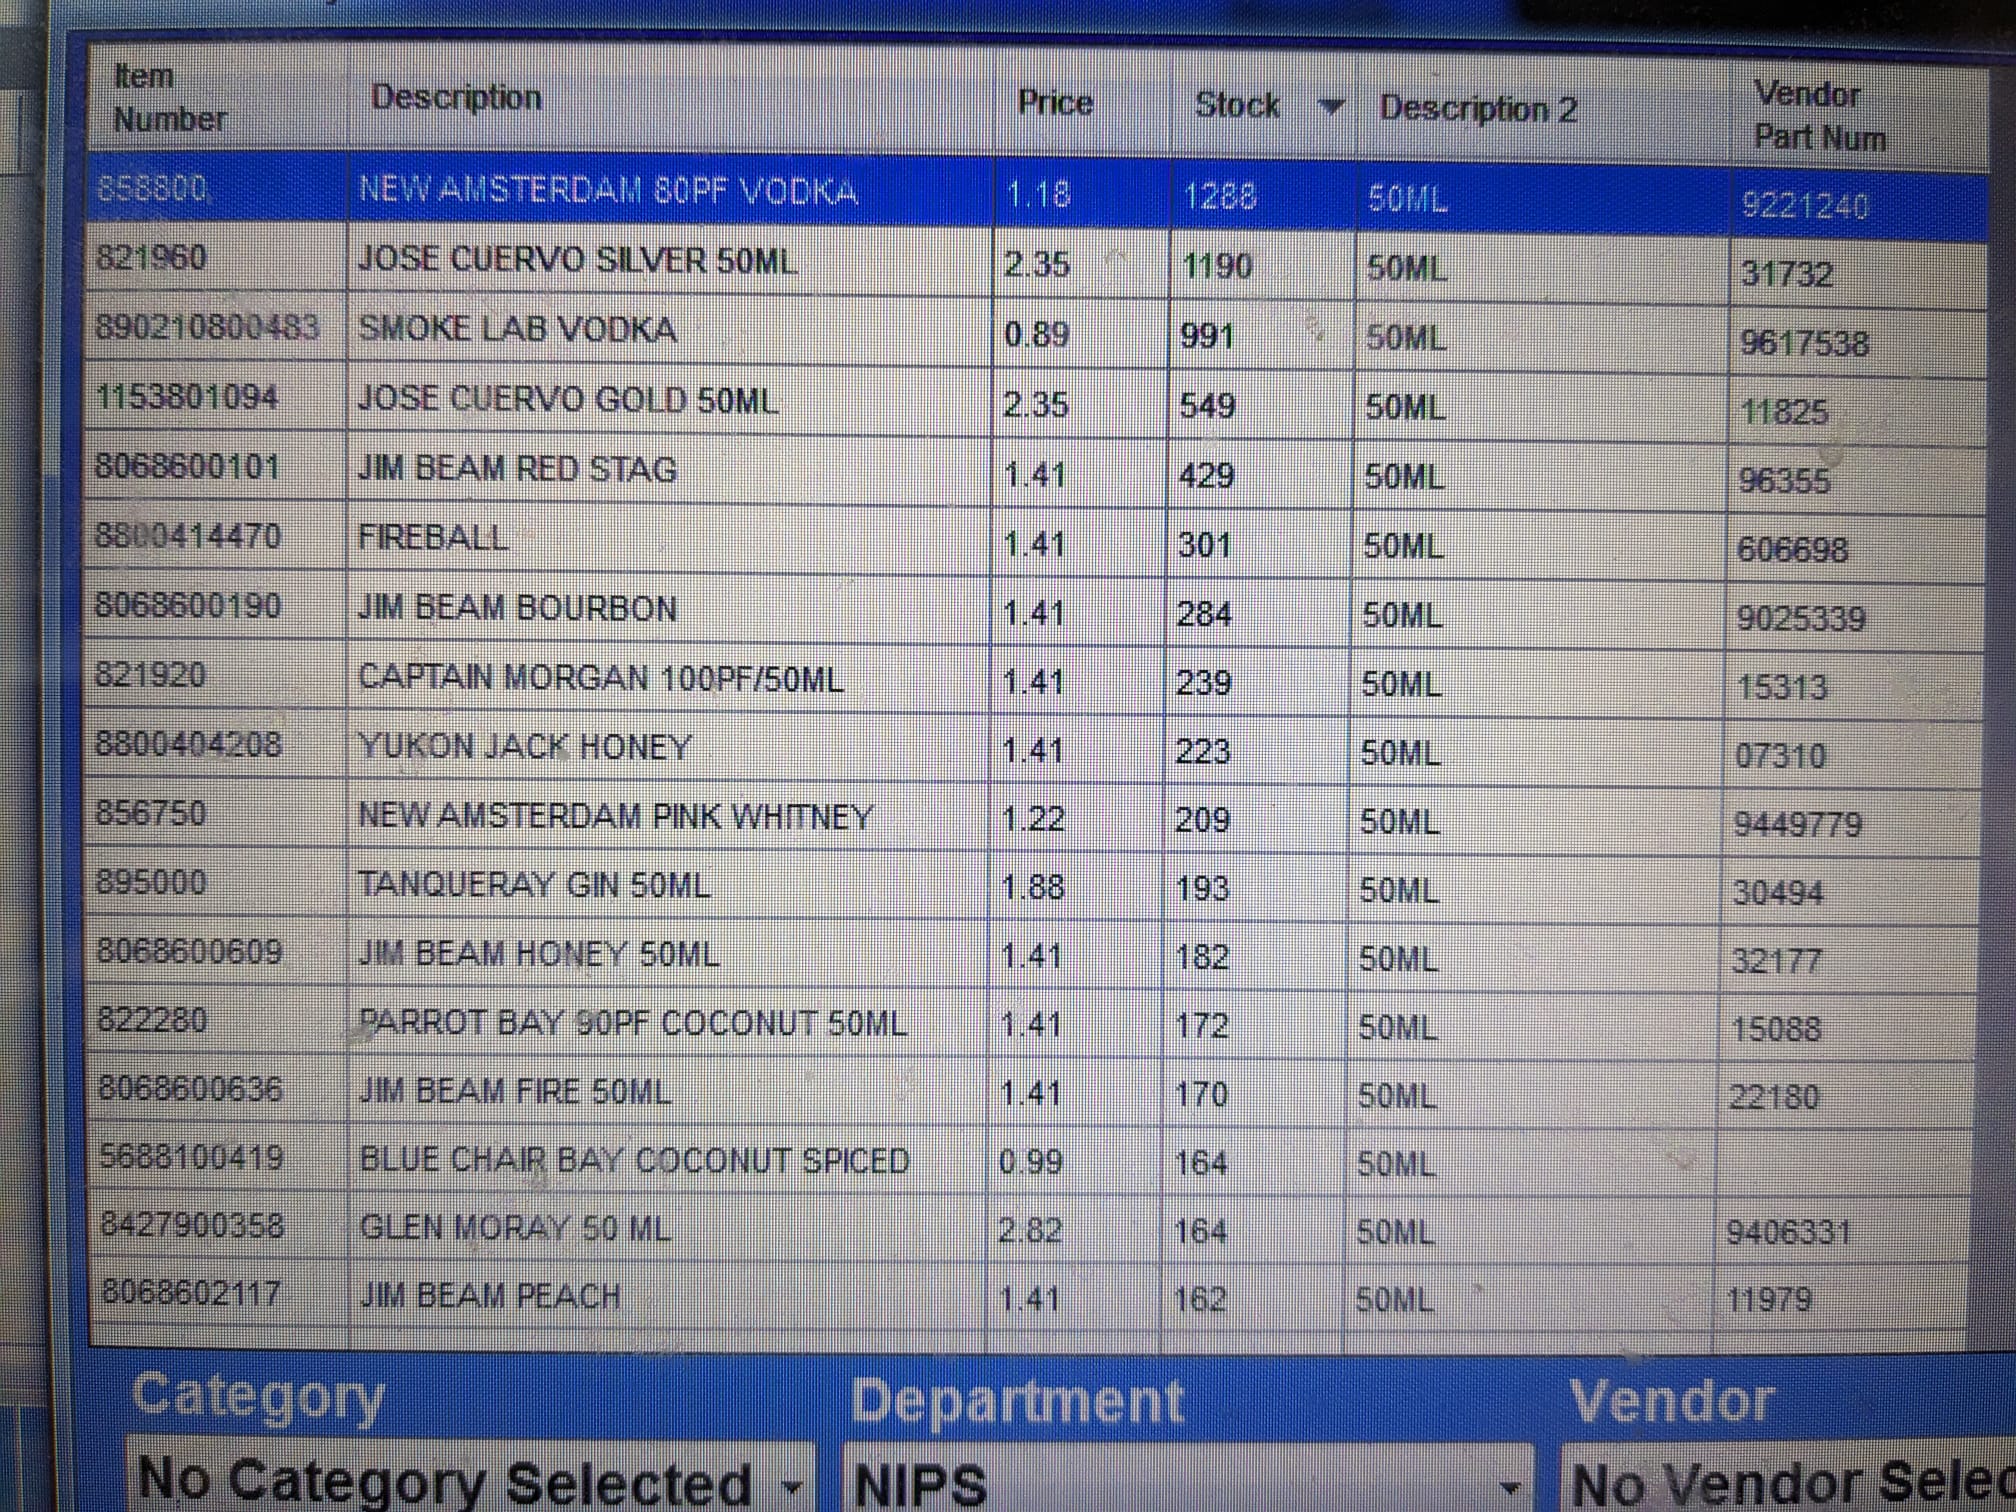 Item Number Description Price Stock Description 2 Vendor Part Num
858800 NEW AMSTERDAM 80PF VODKA 1.18 1288 50ML 9221240
821960 JOSE CUERVO SILVER 50ML 2.35 1190 50ML 31732
890210800483 SMOKE LAB VODKA 0.89 991 50ML 9617538
1153801094 JOSE CUERVO GOLD 50ML 2.35 549 50ML 11825
8068600101 JIM BEAM RED STAG 1.41 429 50ML 96355
8800414470 FIREBALL 1.41 301 50ML 606698
8068600190 JIM BEAM BOURBON 1.41 284 50ML 9025339
821920 CAPTAIN MORGAN 100PF/50ML 1.41 239 50ML 15313
8800404208 YUKON JACK HONEY 1.41 223 50ML 07310
856750 NEW AMSTERDAM PINK WHITNEY 1.22 209 50ML 9449779
895000 TANQUERAY GIN 50ML 1.88 193 50ML 30494
8068600609 JIM BEAM HONEY 50ML 1.41 182 50ML 32177
822280 PARROT BAY 90PF COCONUT 50ML 1.41 172 50ML 15088
8068600636 JIM BEAM FIRE 50ML 1.41 170 50ML 22180
5688100419 BLUE CHAIR BAY COCONUT SPICED 0.99 164 50ML
8427900358 GLEN MORAY 50 ML 2.82 164 50ML 9406331
8068602117 JIM BEAM PEACH 1.41 162 50ML 11979
Category Department Vendor
No Category Selected NIPS No Vendor Selec